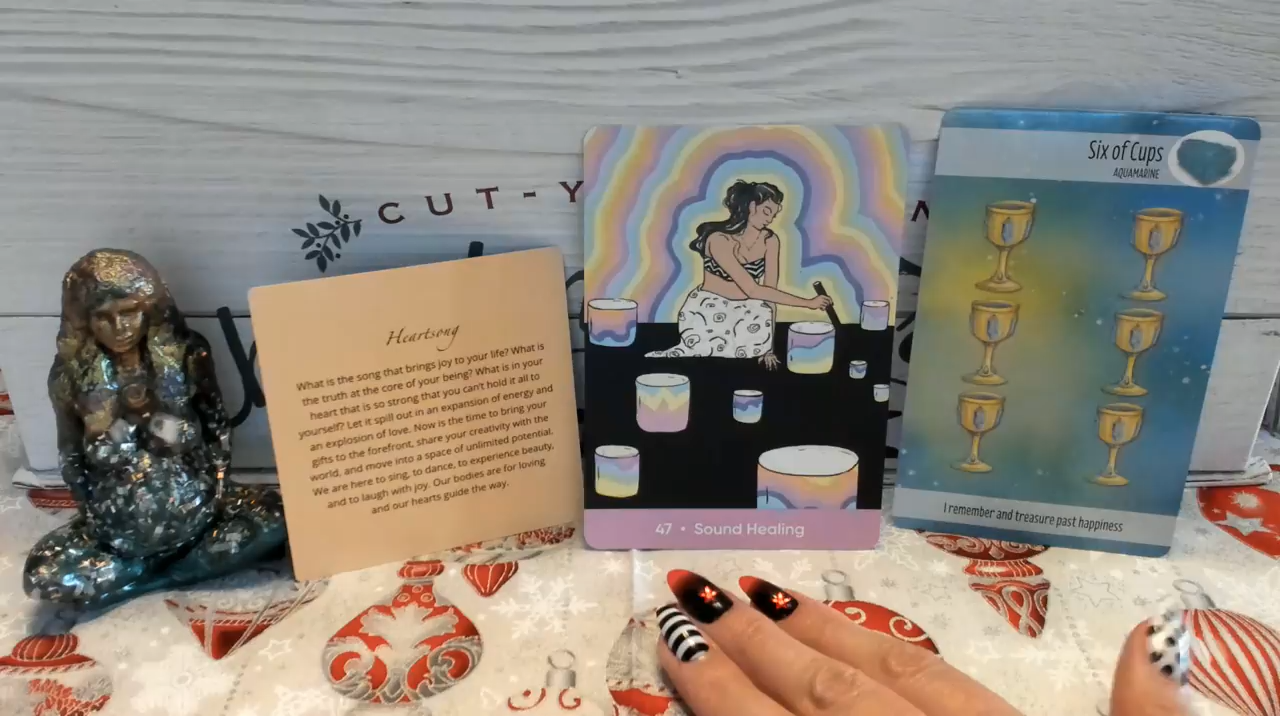 CUT-Y
Heartsong
What is the song that brings joy to your life? What is
the truth at the core of your being? What is in your
heart that is so strong that you can't hold it all to
yourself? Let it spill out in an expansion of energy and
an explosion of love. Now is the time to bring your
gifts to the forefront, share your creativity with the
world, and move into a space of unlimited potential.
We are here to sing, to dance, to experience beauty,
and to laugh with joy. Our bodies are for loving
and our hearts guide the way.
47 • Sound Healing
Six of Cups
AQUAMARINE
I remember and treasure past happiness